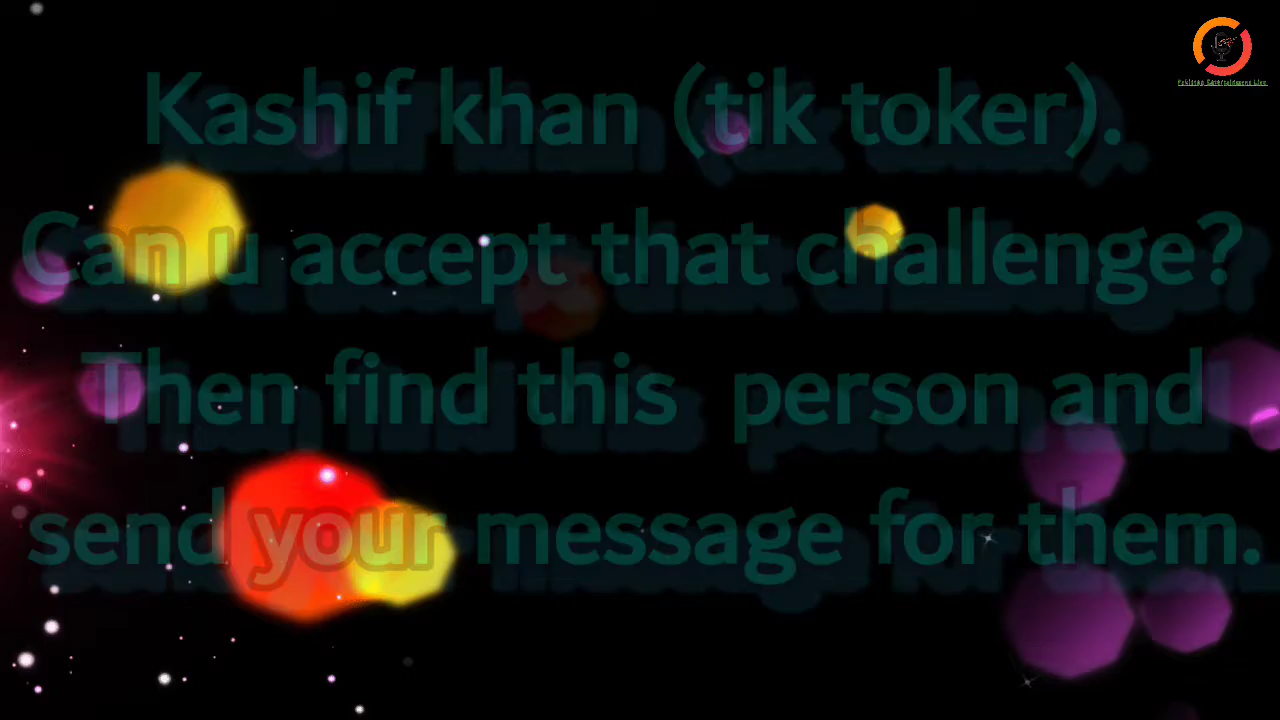 Kashif khan (tik toker).
Can u accept that challenge?
Then find this person and
send your message for them.